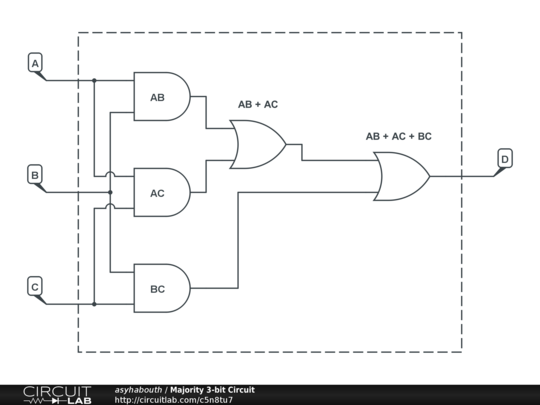 A
AB
AB + AC
AB + AC + BC
B
AC
D
C
BC
CIRCUIT
LAB
asyhabouth / Majority 3-bit Circuit
http://circuitlab.com/c5n8tu7